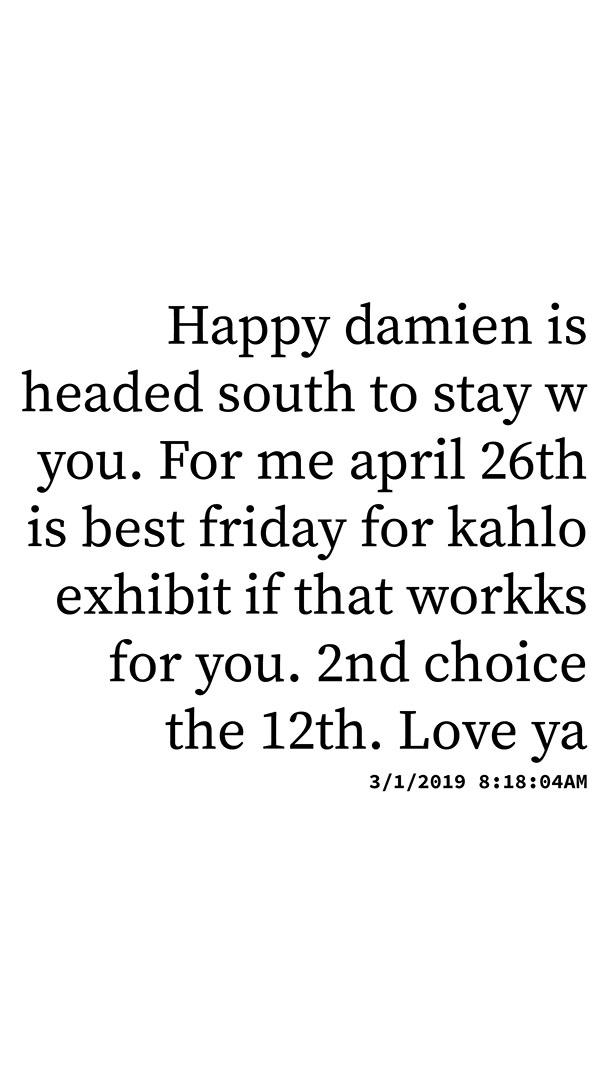 Happy damien is
headed south to stay w
you. For me april 26th
is best friday for kahlo
exhibit if that workks
for you. 2nd choice
the 12th. Love ya
3/1/2019 8:18:04AM